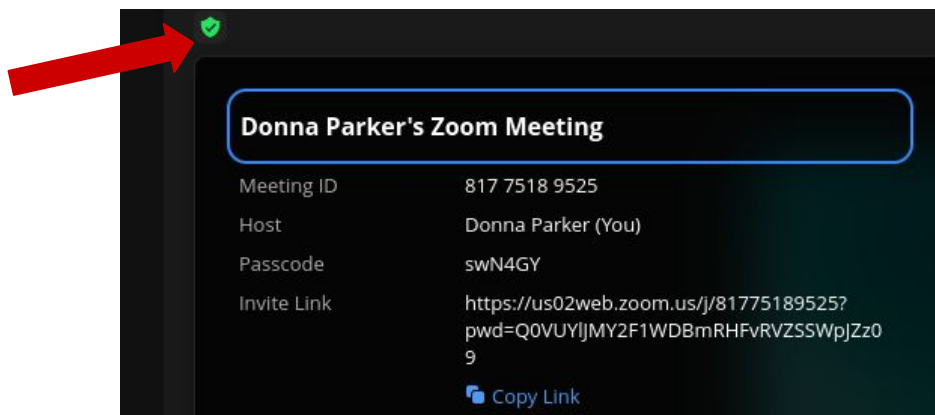 Donna Parker's Zoom Meeting
Meeting ID 817 7518 9525
Host Donna Parker (You)
Passcode swN4GY
Invite Link https://us02web.zoom.us/j/81775189525?
pwd=Q0VUYlJMY2F1WDBmRHFvRVZSSWpJZz0
9
Copy Link